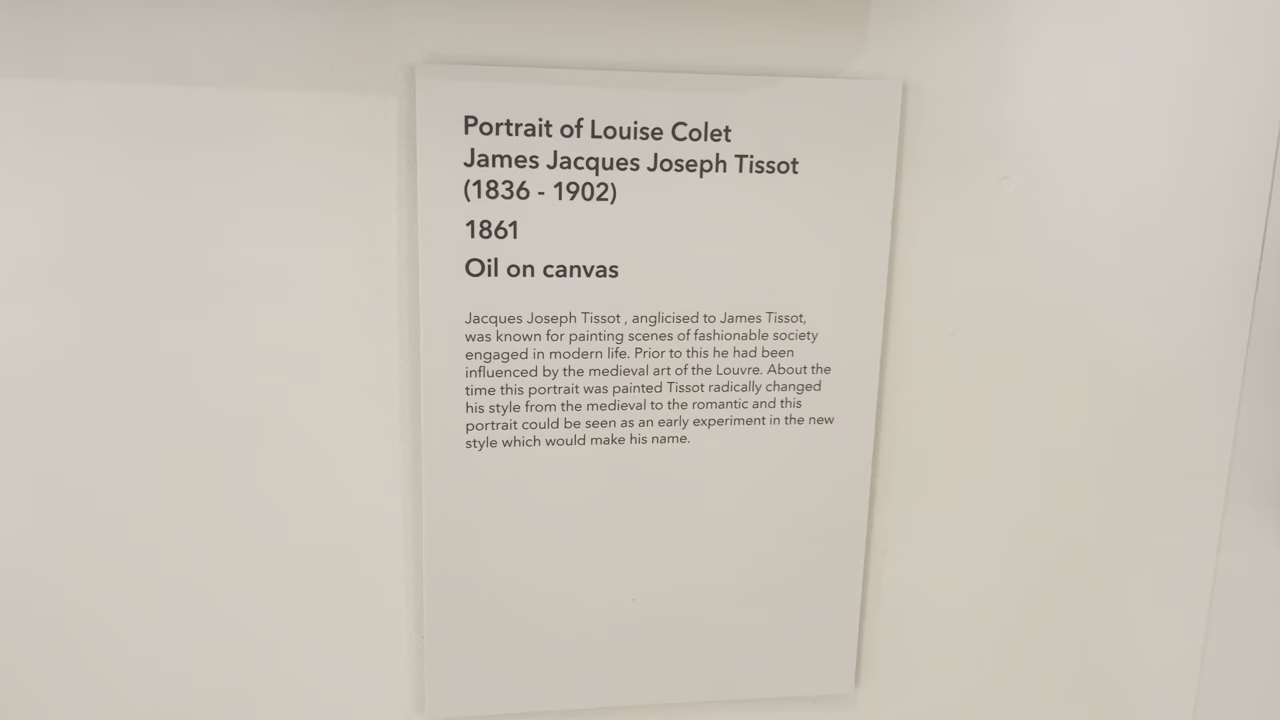 Portrait of Louise Colet
James Jacques Joseph Tissot
(1836 - 1902)
1861
Oil on canvas
Jacques Joseph Tissot , anglicised to James Tissot,
was known for painting scenes of fashionable society
engaged in modern life. Prior to this he had been
influenced by the medieval art of the Louvre. About the
time this portrait was painted Tissot radically changed
his style from the medieval to the romantic and this
portrait could be seen as an early experiment in the new
style which would make his name.